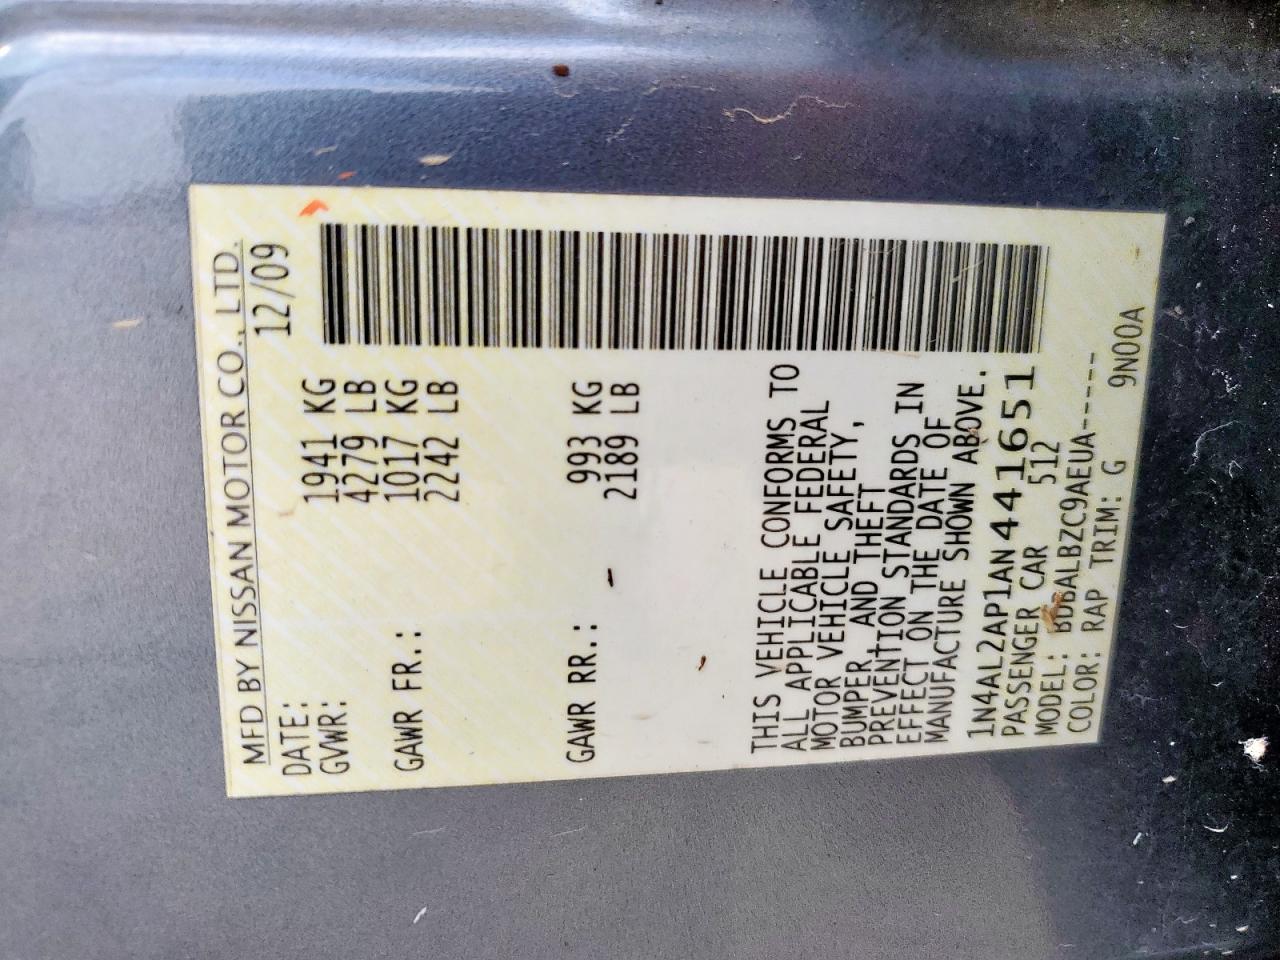 MFD BY NISSAN MOTOR CO., LTD.
DATE: 12/09
GVWR: 1941 KG
4279 LB
GAWR FR.: 1017 KG
2242 LB
GAWR RR.: 993 KG
2189 LB
THIS VEHICLE CONFORMS TO
ALL APPLICABLE FEDERAL
MOTOR VEHICLE SAFETY,
BUMPER, AND THEFT
PREVENTION STANDARDS IN
EFFECT ON THE DATE OF
MANUFACTURE SHOWN ABOVE.
1N4AL2AP1AN441651
PASSENGER CAR 512
MODEL: BDBALBZC9AEUA-----
COLOR: RAP TRIM: G 9N00A